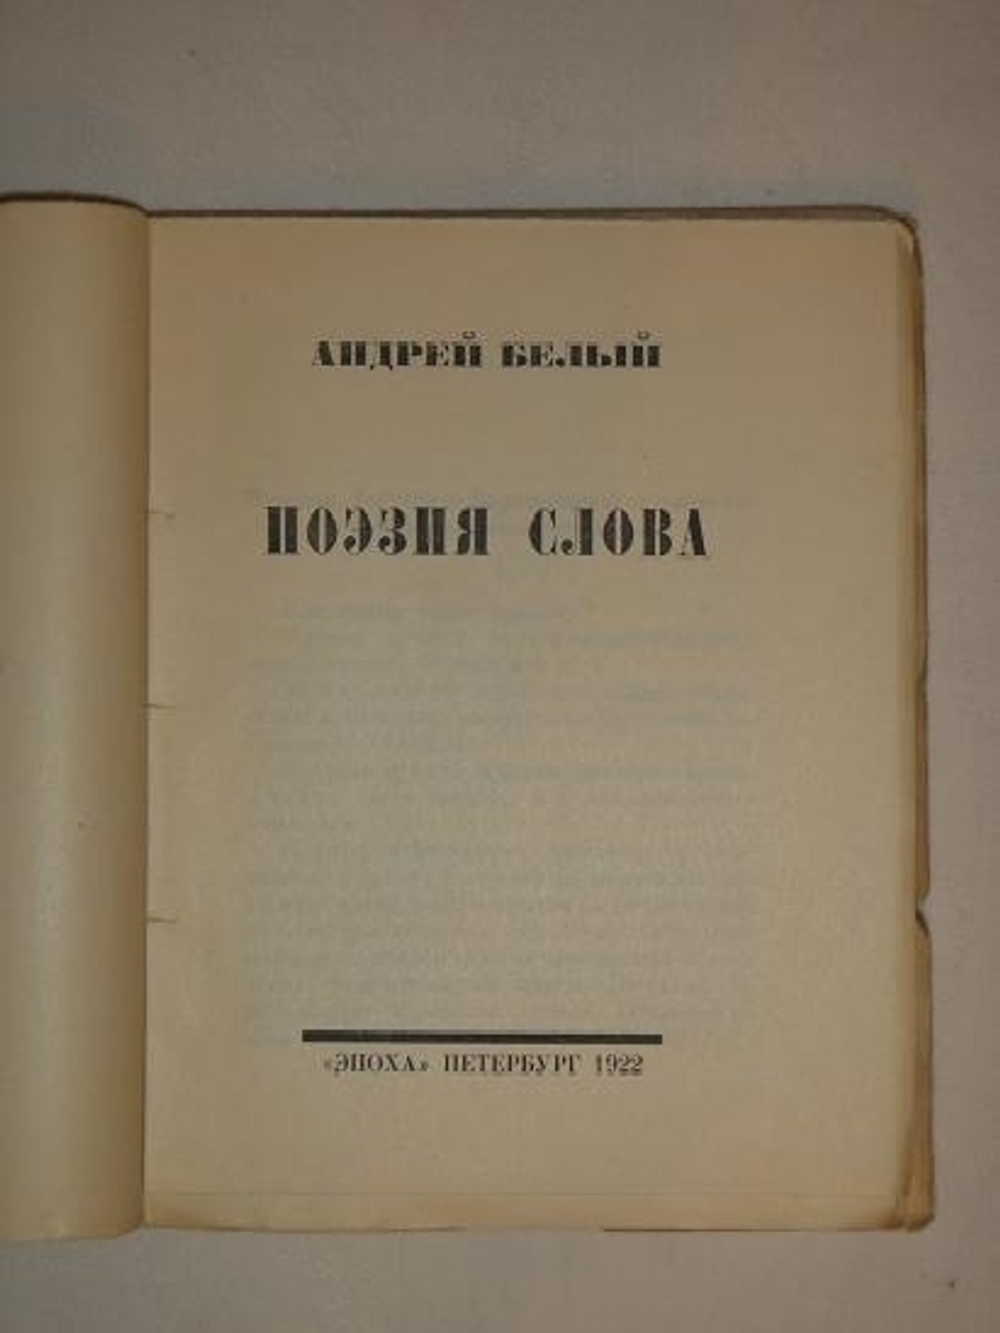 АНДРЕЙ БЕЛЫЙ
ПОЭЗИЯ СЛОВА
«ЭПОХА» ПЕТЕРБУРГ 1922